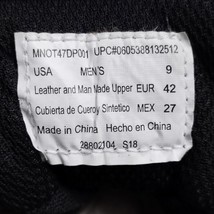 MNOT47DP001 UPC#0605388132512
USA MEN'S 9
Leather and Man Made Upper EUR 42
Cubierta de Cueroy Sintetico MEX 27
Made in China Hecho en China
28802104 S18